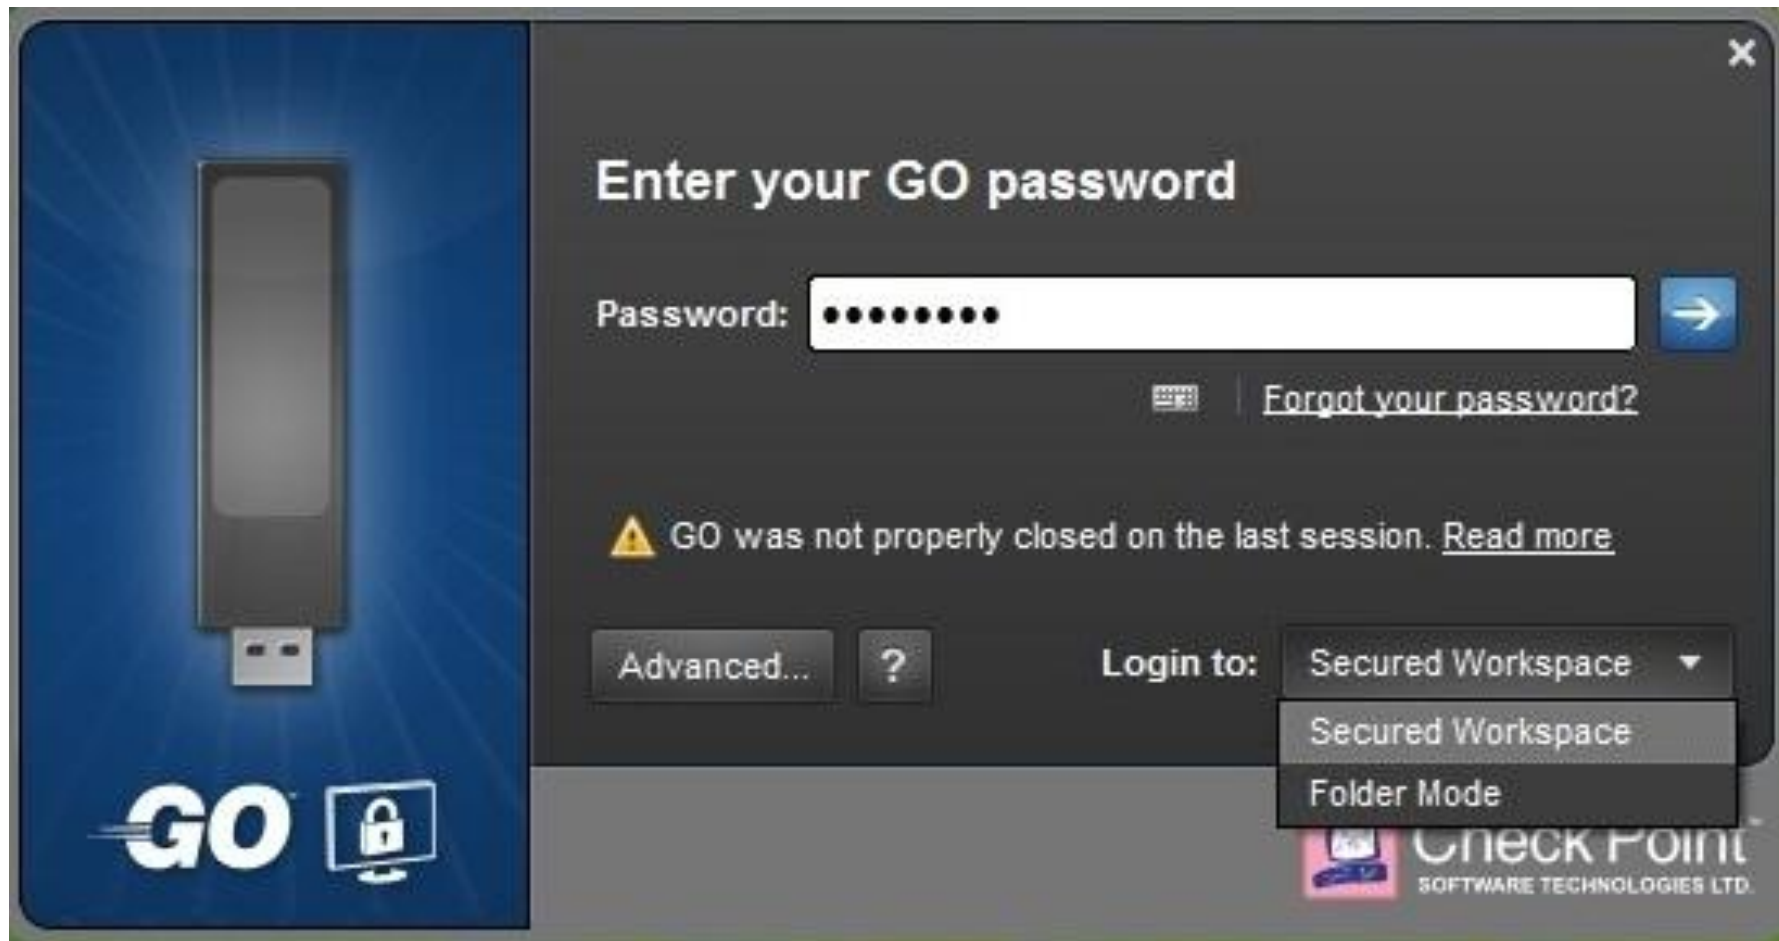 Enter your GO password
Password: ••••••••
Forgot your password?
GO was not properly closed on the last session. Read more
Advanced... ? Login to: Secured Workspace
Secured Workspace
Folder Mode
GO
Check Point
SOFTWARE TECHNOLOGIES LTD.